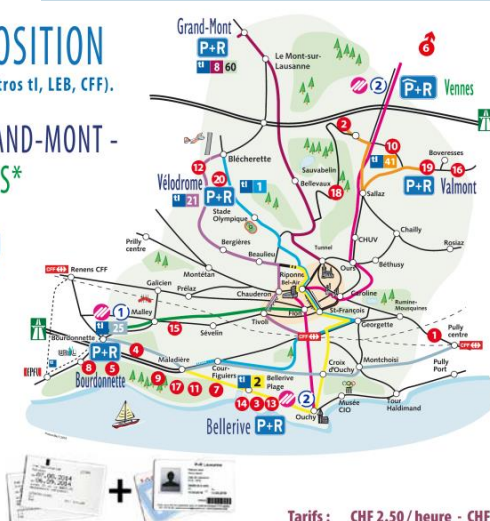 OSITION
tros tl, LEB, CFF).
AND-MONT -
S*
Grand-Mont
P+R
tl 8 60
Le Mont-sur-
Lausanne
6
2
P+R Vennes
2
10
tl 41
Boveresses
19
16
P+R Valmont
Blécherette
12
20
Vélodrome
tl 21
P+R
tl 1
Sauvabelin
Bellevaux
18
Sallaz
Stade
Olympique
Bergières
Beaulieu
Tunnel
CHUV
Chailly
Rosiaz
Prilly
centre
CFF Renens CFF
Montétan
Galicien
Prélaz
Chauderon
Riponne
Bel-Air
Ours
Béthusy
Caroline
Rumine-
Mousquines
1
Malley
tl 25
15
Sévelin
Tivoli
Flon
St-François
Georgette
CFF
1
Pully
centre
CFF
Bourdonnette
P+R
4
8
5
EPFL
Bourdonnette
Maladière
Cour-
Figuiers
9
17
11
7
tl 2
Bellerive
Plage
14
3
13
2
Croix
d'Ouchy
Montchoisi
Pully
Port
Ouchy
Musée
CIO
Tour
Haldimand
Bellerive P+R
+
Tarifs : CHF 2.50 / heure - CHF